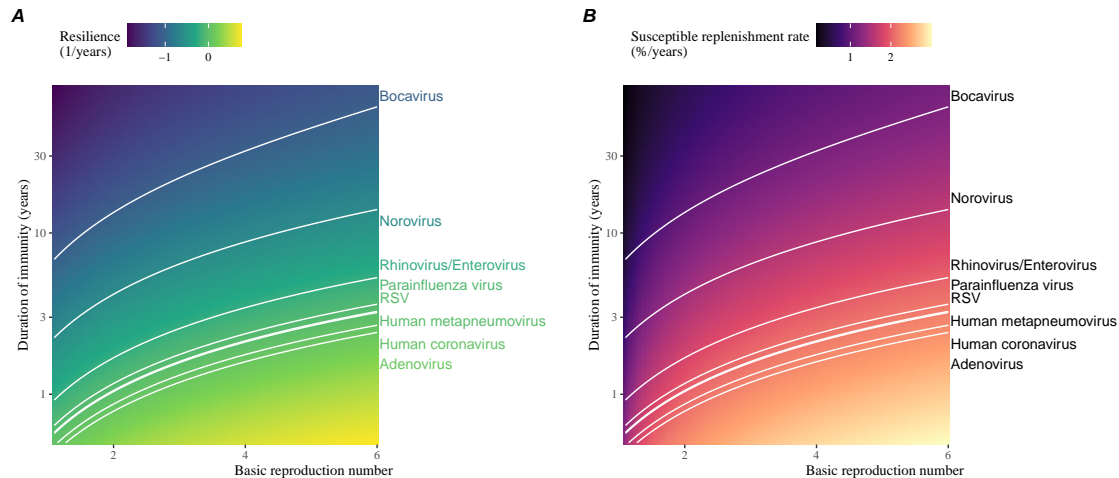 A
Resilience
(1/years)
−1
0
Duration of immunity (years)
30
10
3
1
Bocavirus
Norovirus
Rhinovirus/Enterovirus
Parainfluenza virus
RSV
Human metapneumovirus
Human coronavirus
Adenovirus
2
4
6
Basic reproduction number
B
Susceptible replenishment rate
(%/years)
1
2
Duration of immunity (years)
30
10
3
1
Bocavirus
Norovirus
Rhinovirus/Enterovirus
Parainfluenza virus
RSV
Human metapneumovirus
Human coronavirus
Adenovirus
2
4
6
Basic reproduction number